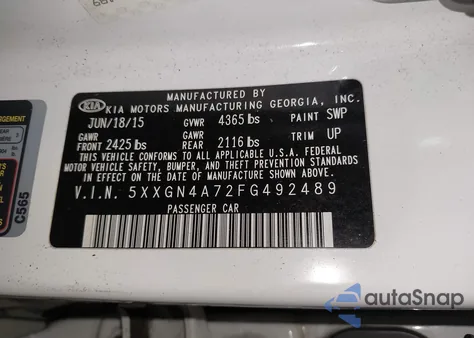 MANUFACTURED BY
KIA KIA MOTORS MANUFACTURING GEORGIA, INC.
JUN/18/15 GVWR 4365 lbs PAINT SWP
GAWR FRONT 2425 lbs GAWR REAR 2116 lbs TRIM UP
THIS VEHICLE CONFORMS TO ALL APPLICABLE U.S.A. FEDERAL
MOTOR VEHICLE SAFETY, BUMPER, AND THEFT PREVENTION STANDARDS
IN EFFECT ON THE DATE OF MANUFACTURE SHOWN ABOVE.
V.I.N. 5XXGN4A72FG492489
PASSENGER CAR
C565
autoSnap